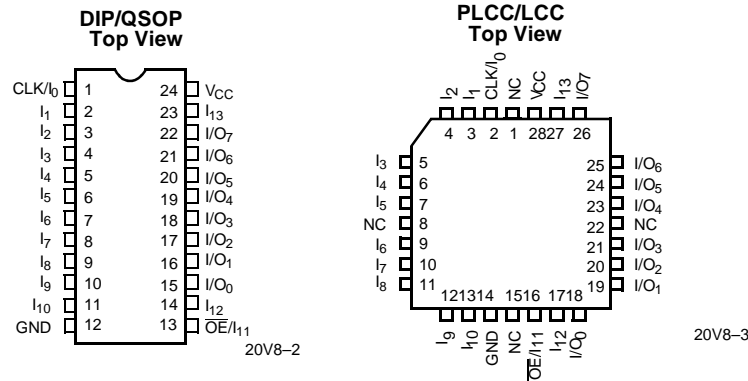 DIP/QSOP
Top View
CLK/I0 1 24 VCC
I1 2 23 I13
I2 3 22 I/O7
I3 4 21 I/O6
I4 5 20 I/O5
I5 6 19 I/O4
I6 7 18 I/O3
I7 8 17 I/O2
I8 9 16 I/O1
I9 10 15 I/O0
I10 11 14 I12
GND 12 13 O̅E̅/I11
20V8–2
PLCC/LCC
Top View
I2 I1 CLK/I0 NC VCC I13 I/O7
4 3 2 1 28 27 26
I3 5 25 I/O6
I4 6 24 I/O5
I5 7 23 I/O4
NC 8 22 NC
I6 9 21 I/O3
I7 10 20 I/O2
I8 11 19 I/O1
12 13 14 15 16 17 18
I9 I10 GND NC O̅E̅/I11 I12 I/O0
20V8–3